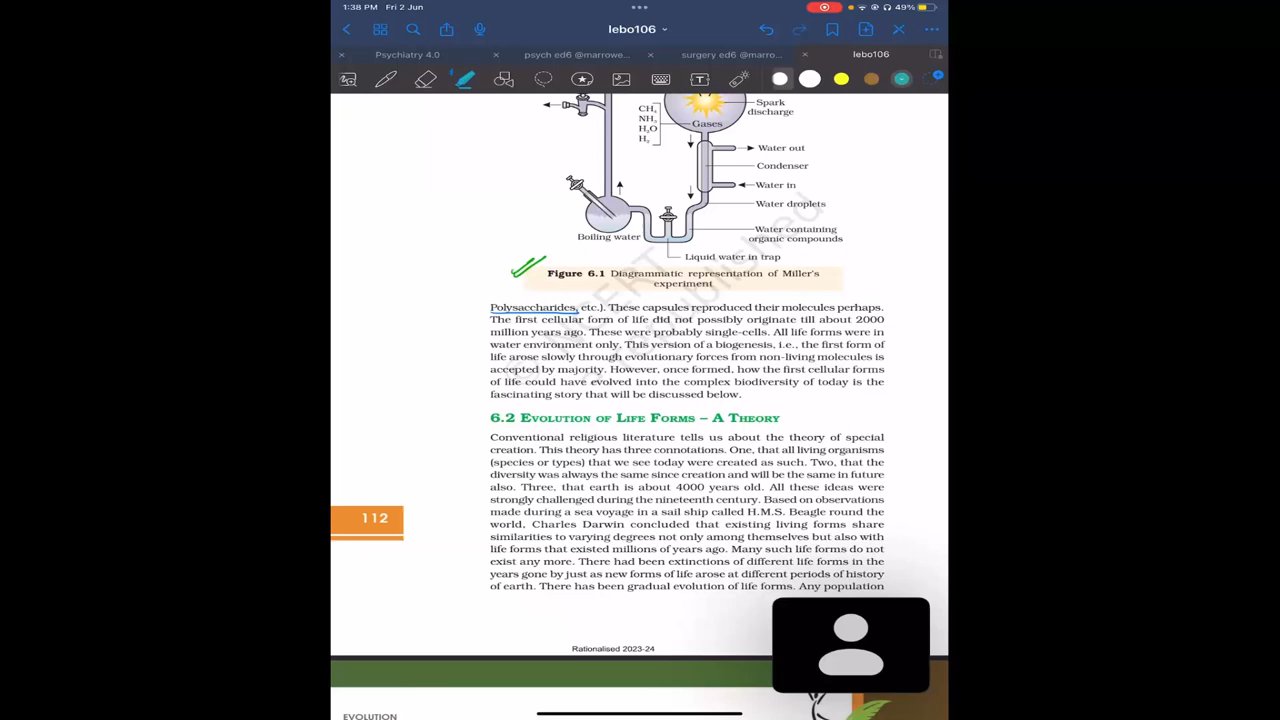 1:38 PM Fri 2 Jun
49%
lebo106
Psychiatry 4.0
psych ed6 @marrowe...
surgery ed6 @marro...
lebo106
CH4
NH3
H2O
H2
Gases
Spark
discharge
Water out
Condenser
Water in
Water droplets
Water containing
organic compounds
Boiling water
Liquid water in trap
Figure 6.1 Diagrammatic representation of Miller's
experiment
Polysaccharides, etc.). These capsules reproduced their molecules perhaps.
The first cellular form of life did not possibly originate till about 2000
million years ago. These were probably single-cells. All life forms were in
water environment only. This version of a biogenesis, i.e., the first form of
life arose slowly through evolutionary forces from non-living molecules is
accepted by majority. However, once formed, how the first cellular forms
of life could have evolved into the complex biodiversity of today is the
fascinating story that will be discussed below.
6.2 EVOLUTION OF LIFE FORMS – A THEORY
Conventional religious literature tells us about the theory of special
creation. This theory has three connotations. One, that all living organisms
(species or types) that we see today were created as such. Two, that the
diversity was always the same since creation and will be the same in future
also. Three, that earth is about 4000 years old. All these ideas were
strongly challenged during the nineteenth century. Based on observations
made during a sea voyage in a sail ship called H.M.S. Beagle round the
world, Charles Darwin concluded that existing living forms share
similarities to varying degrees not only among themselves but also with
life forms that existed millions of years ago. Many such life forms do not
exist any more. There had been extinctions of different life forms in the
years gone by just as new forms of life arose at different periods of history
of earth. There has been gradual evolution of life forms. Any population
112
Rationalised 2023-24
EVOLUTION